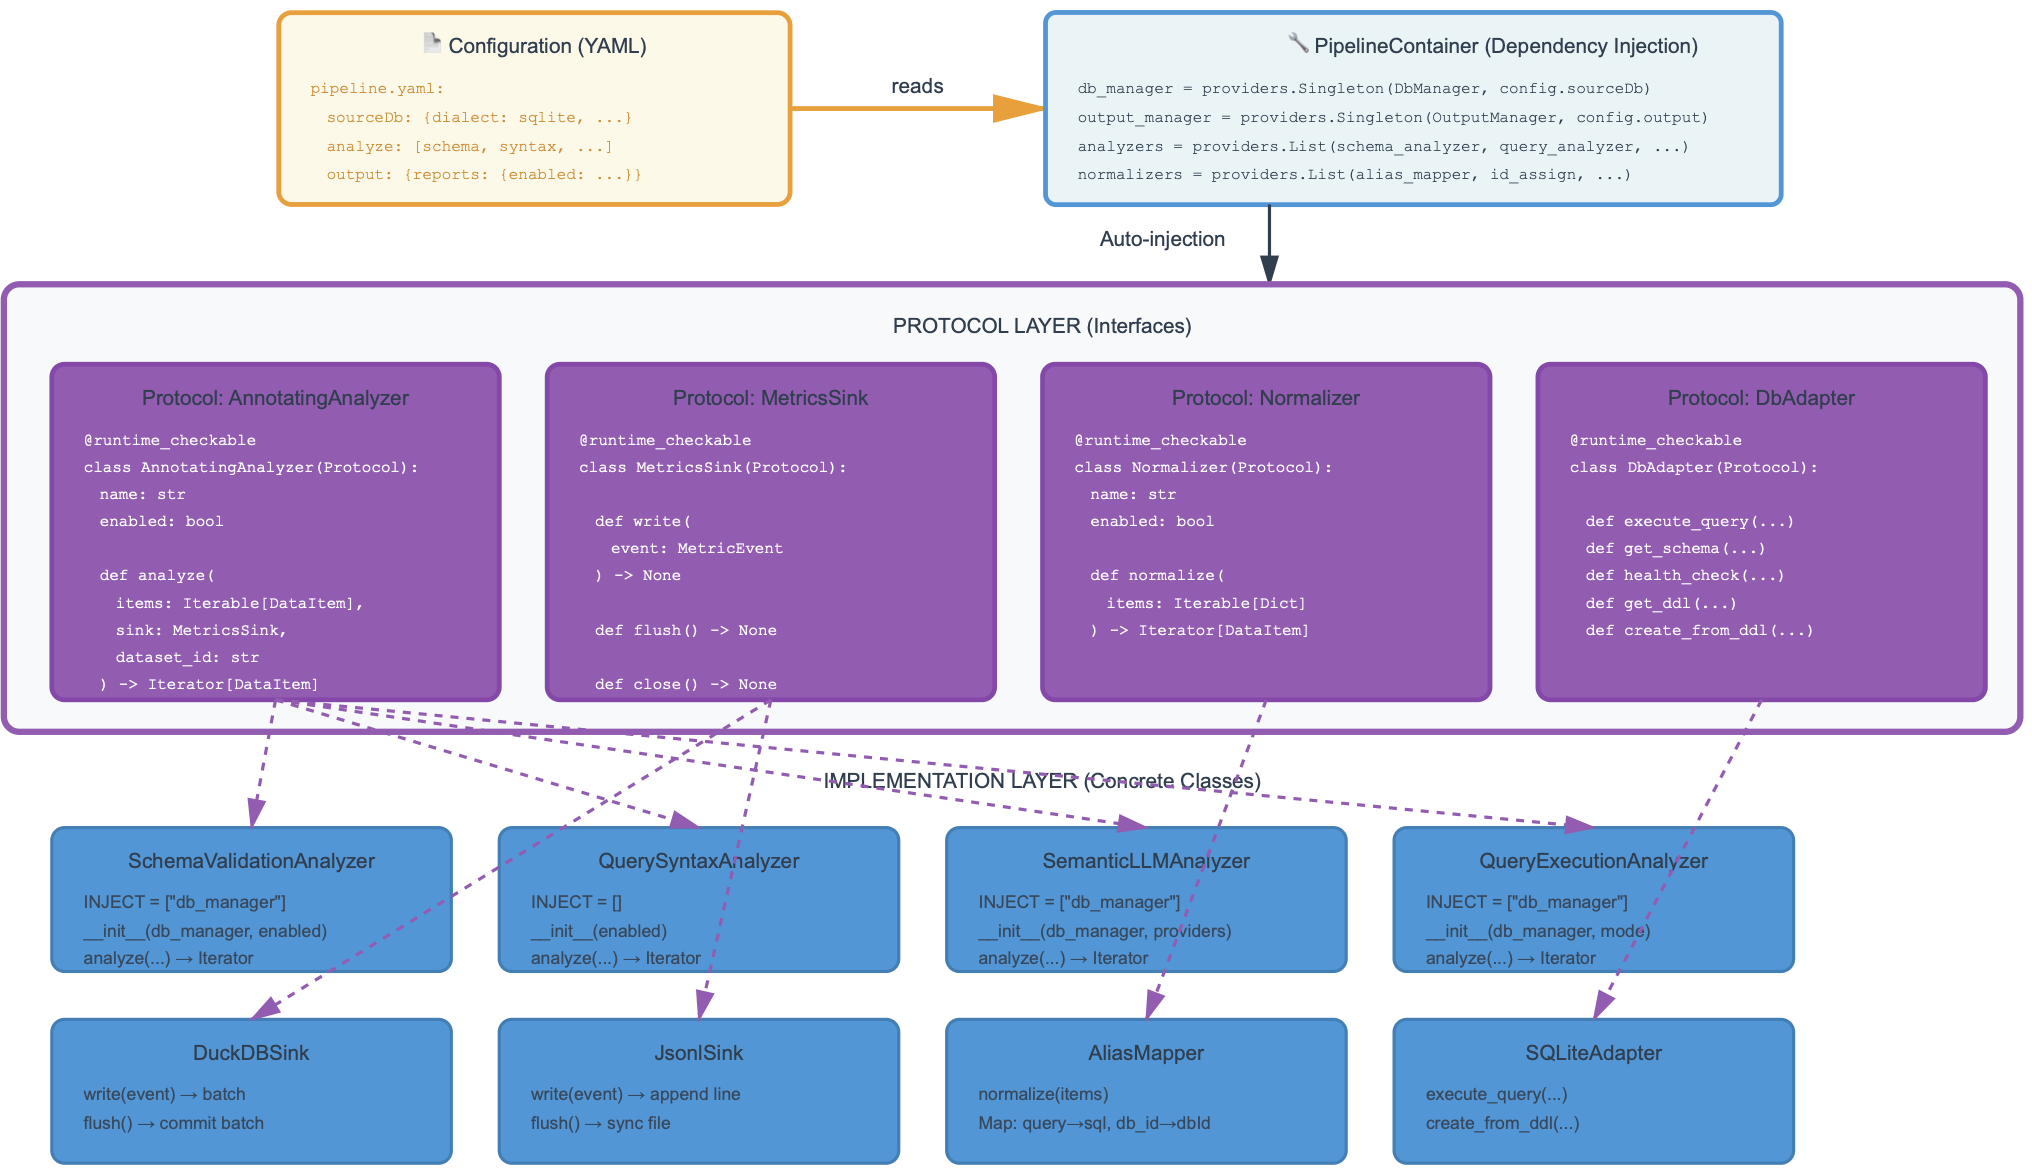 Configuration (YAML)
pipeline.yaml:
sourceDb: {dialect: sqlite, ...}
analyze: [schema, syntax, ...]
output: {reports: {enabled: ...}}
reads
PipelineContainer (Dependency Injection)
db_manager = providers.Singleton(DbManager, config.sourceDb)
output_manager = providers.Singleton(OutputManager, config.output)
analyzers = providers.List(schema_analyzer, query_analyzer, ...)
normalizers = providers.List(alias_mapper, id_assign, ...)
Auto-injection
PROTOCOL LAYER (Interfaces)
Protocol: AnnotatingAnalyzer
@runtime_checkable
class AnnotatingAnalyzer(Protocol):
name: str
enabled: bool
def analyze(
items: Iterable[DataItem],
sink: MetricsSink,
dataset_id: str
) -> Iterator[DataItem]
Protocol: MetricsSink
@runtime_checkable
class MetricsSink(Protocol):
def write(
event: MetricEvent
) -> None
def flush() -> None
def close() -> None
Protocol: Normalizer
@runtime_checkable
class Normalizer(Protocol):
name: str
enabled: bool
def normalize(
items: Iterable[Dict]
) -> Iterator[DataItem]
Protocol: DbAdapter
@runtime_checkable
class DbAdapter(Protocol):
def execute_query(...)
def get_schema(...)
def health_check(...)
def get_ddl(...)
def create_from_ddl(...)
IMPLEMENTATION LAYER (Concrete Classes)
SchemaValidationAnalyzer
INJECT = ["db_manager"]
__init__(db_manager, enabled)
analyze(...) → Iterator
QuerySyntaxAnalyzer
INJECT = []
__init__(enabled)
analyze(...) → Iterator
SemanticLLMAnalyzer
INJECT = ["db_manager"]
__init__(db_manager, providers)
analyze(...) → Iterator
QueryExecutionAnalyzer
INJECT = ["db_manager"]
__init__(db_manager, mode)
analyze(...) → Iterator
DuckDBSink
write(event) → batch
flush() → commit batch
JsonlSink
write(event) → append line
flush() → sync file
AliasMapper
normalize(items)
Map: query→sql, db_id→dbId
SQLiteAdapter
execute_query(...)
create_from_ddl(...)